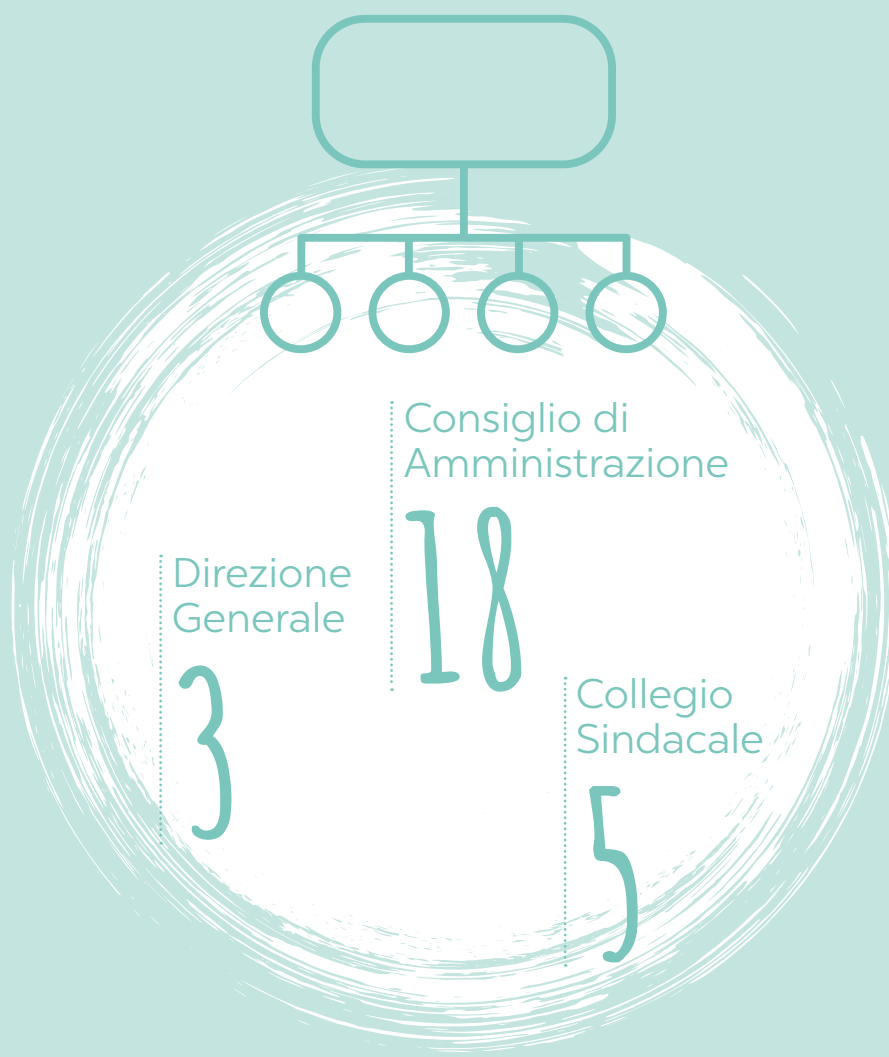 Consiglio di
Amministrazione
18
Direzione
Generale
3
Collegio
Sindacale
5